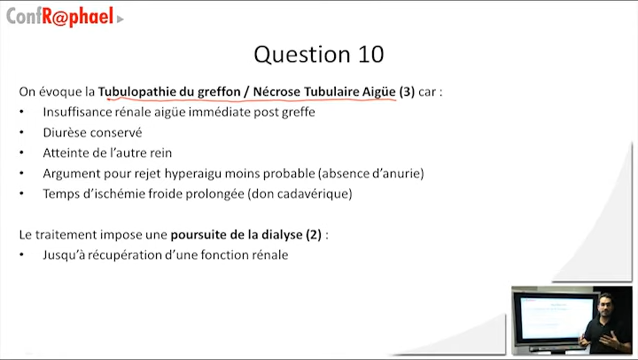 ConfR@phael
Question 10
On évoque la Tubulopathie du greffon / Nécrose Tubulaire Aigüe (3) car :
• Insuffisance rénale aigüe immédiate post greffe
• Diurèse conservé
• Atteinte de l'autre rein
• Argument pour rejet hyperaigu moins probable (absence d'anurie)
• Temps d'ischémie froide prolongée (don cadavérique)
Le traitement impose une poursuite de la dialyse (2) :
• Jusqu'à récupération d'une fonction rénale